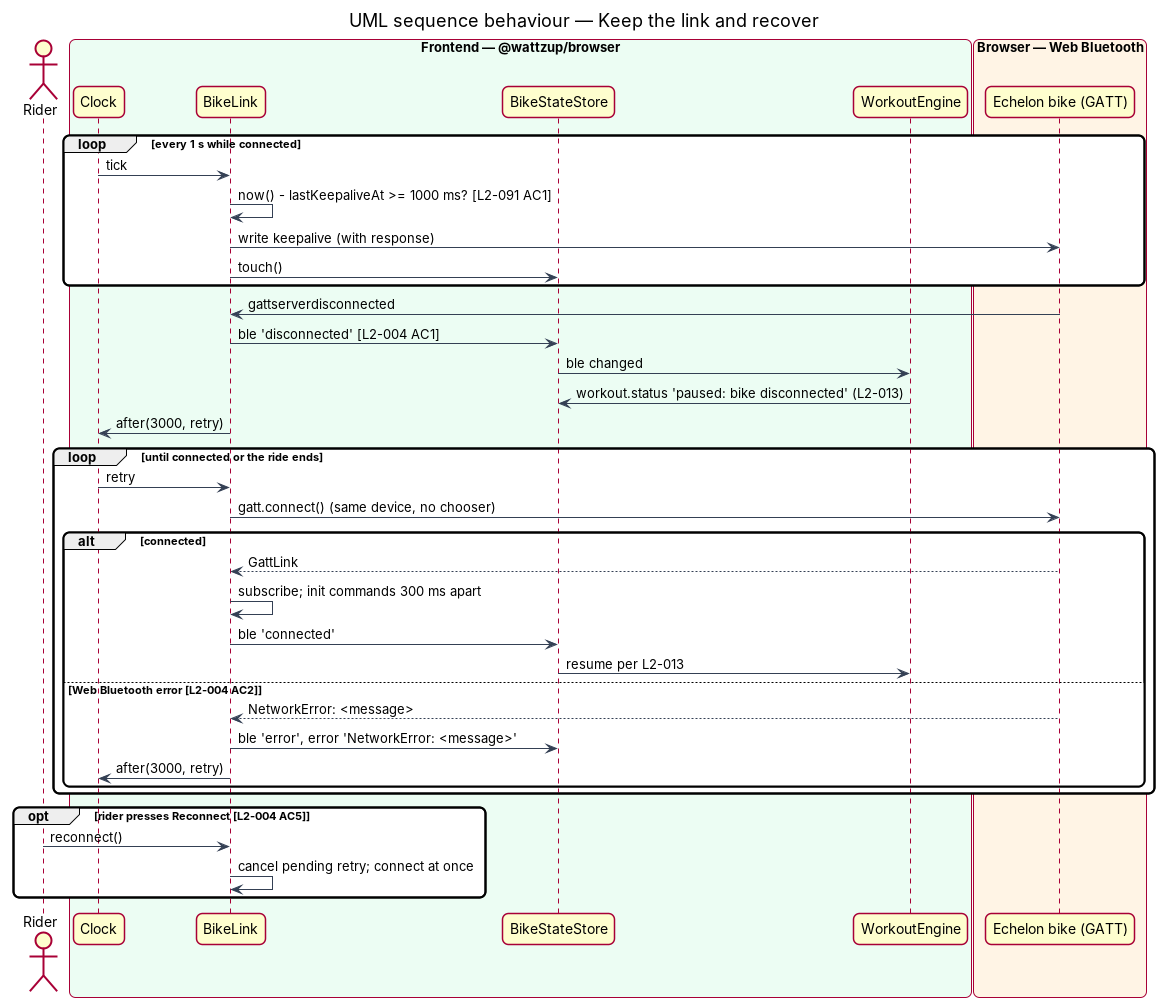 UML sequence behaviour — Keep the link and recover
Frontend — @wattzup/browser
Browser — Web Bluetooth
Rider
Clock
BikeLink
BikeStateStore
WorkoutEngine
Echelon bike (GATT)
loop
[every 1 s while connected]
tick
now() - lastKeepaliveAt >= 1000 ms? [L2-091 AC1]
write keepalive (with response)
touch()
gattserverdisconnected
ble 'disconnected' [L2-004 AC1]
ble changed
workout.status 'paused: bike disconnected' (L2-013)
after(3000, retry)
loop
[until connected or the ride ends]
retry
gatt.connect() (same device, no chooser)
alt
[connected]
GattLink
subscribe; init commands 300 ms apart
ble 'connected'
resume per L2-013
[Web Bluetooth error [L2-004 AC2]]
NetworkError: <message>
ble 'error', error 'NetworkError: <message>'
after(3000, retry)
opt
[rider presses Reconnect [L2-004 AC5]]
reconnect()
cancel pending retry; connect at once
Rider
Clock
BikeLink
BikeStateStore
WorkoutEngine
Echelon bike (GATT)